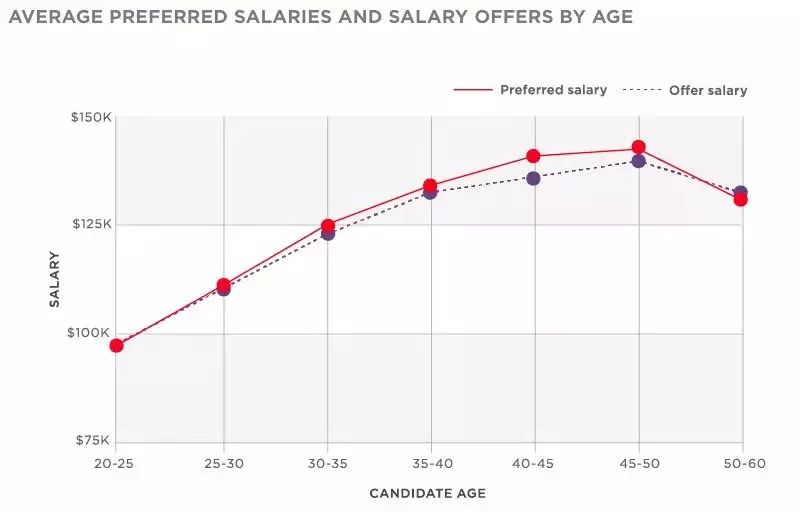 AVERAGE PREFERRED SALARIES AND SALARY OFFERS BY AGE
Preferred salary
Offer salary
$150K
$125K
SALARY
$100K
$75K
20-25
25-30
30-35
35-40
40-45
45-50
50-60
CANDIDATE AGE